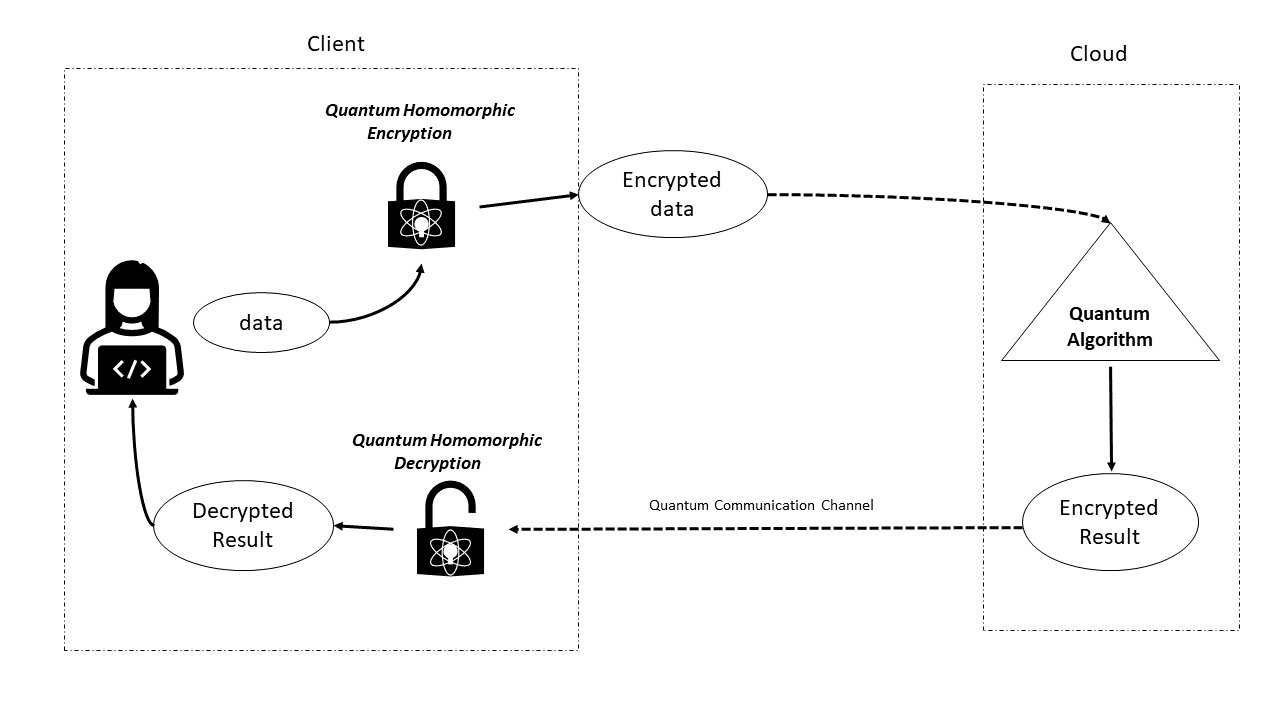 Client
Cloud
Quantum Homomorphic
Encryption
Encrypted
data
data
</>
Quantum
Algorithm
Quantum Homomorphic
Decryption
Decrypted
Result
Quantum Communication Channel
Encrypted
Result